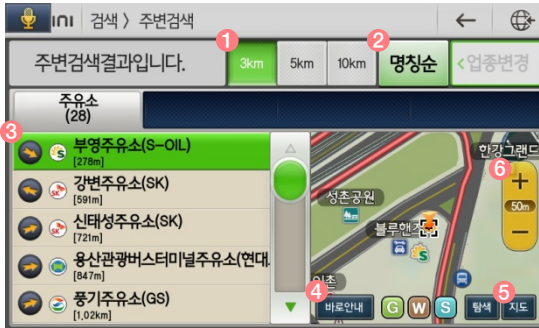 ini 검색 〉 주변검색
주변검색결과입니다. 1 3km 5km 10km 2 명칭순 <업종변경
주유소
(28)
3
부영주유소(S-OIL)
[278m]
강변주유소(SK)
[591m]
신태성주유소(SK)
[721m]
용산관광버스터미널주유소(현대
[847m]
풍기주유소(GS)
[1,02km]
한강그랜드
6
+
50m
−
성촌공원
블루핸즈
이촌
4 5
바로안내 G W S 탐색 지도